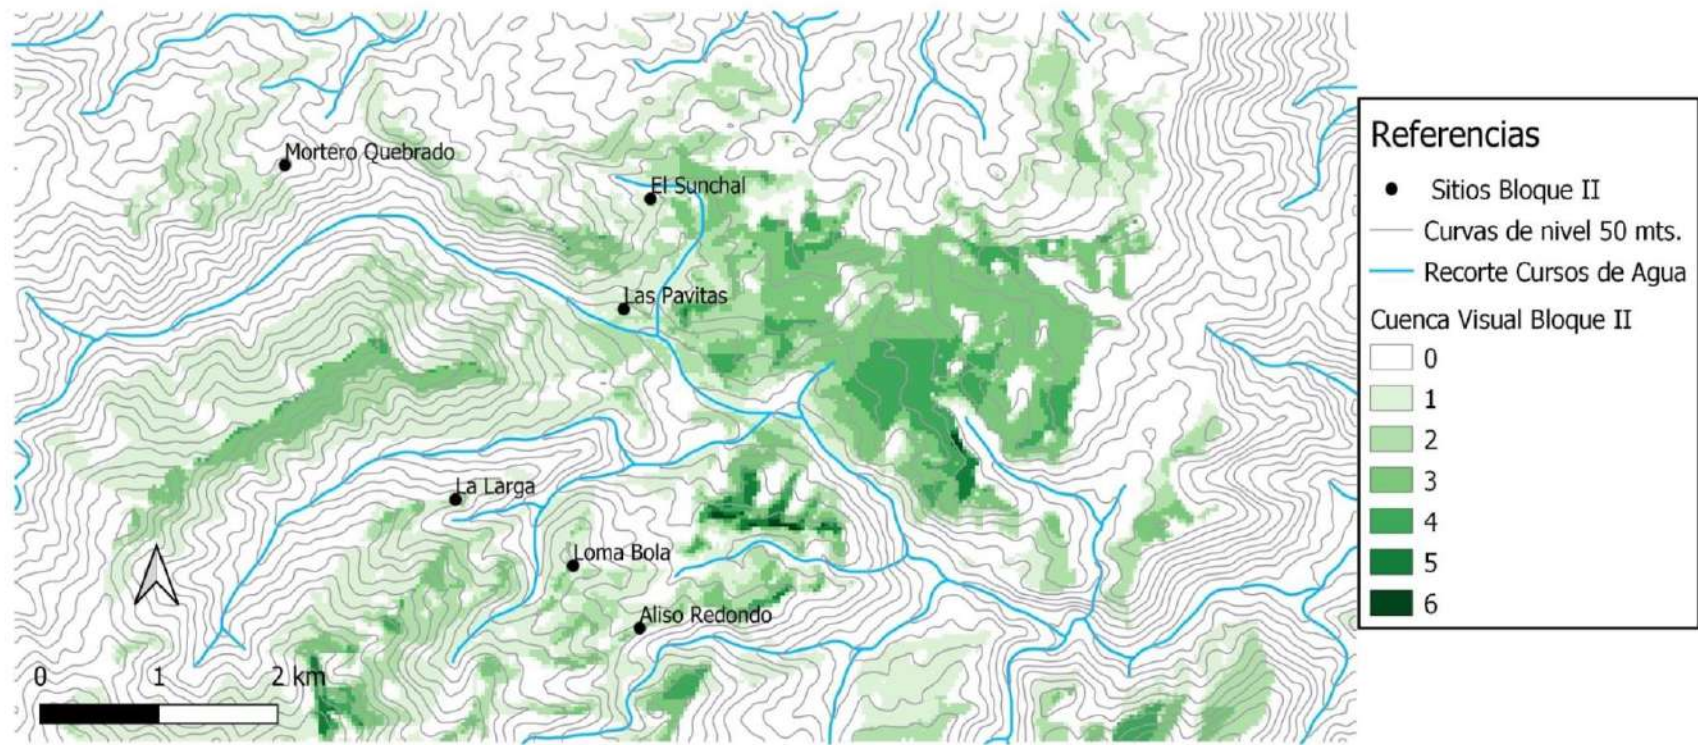 Mortero Quebrado
El Sunchal
Las Pavitas
La Larga
Loma Bola
Aliso Redondo
0 1 2 km
Referencias
Sitios Bloque II
Curvas de nivel 50 mts.
Recorte Cursos de Agua
Cuenca Visual Bloque II
0
1
2
3
4
5
6